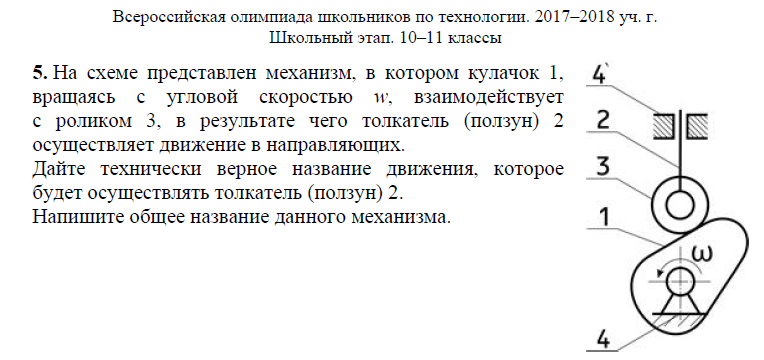 Всероссийская олимпиада школьников по технологии. 2017–2018 уч. г.
Школьный этап. 10–11 классы
5. На схеме представлен механизм, в котором кулачок 1,
вращаясь с угловой скоростью w, взаимодействует
с роликом 3, в результате чего толкатель (ползун) 2
осуществляет движение в направляющих.
Дайте технически верное название движения, которое
будет осуществлять толкатель (ползун) 2.
Напишите общее название данного механизма.
4`
2
3
1
ω
4